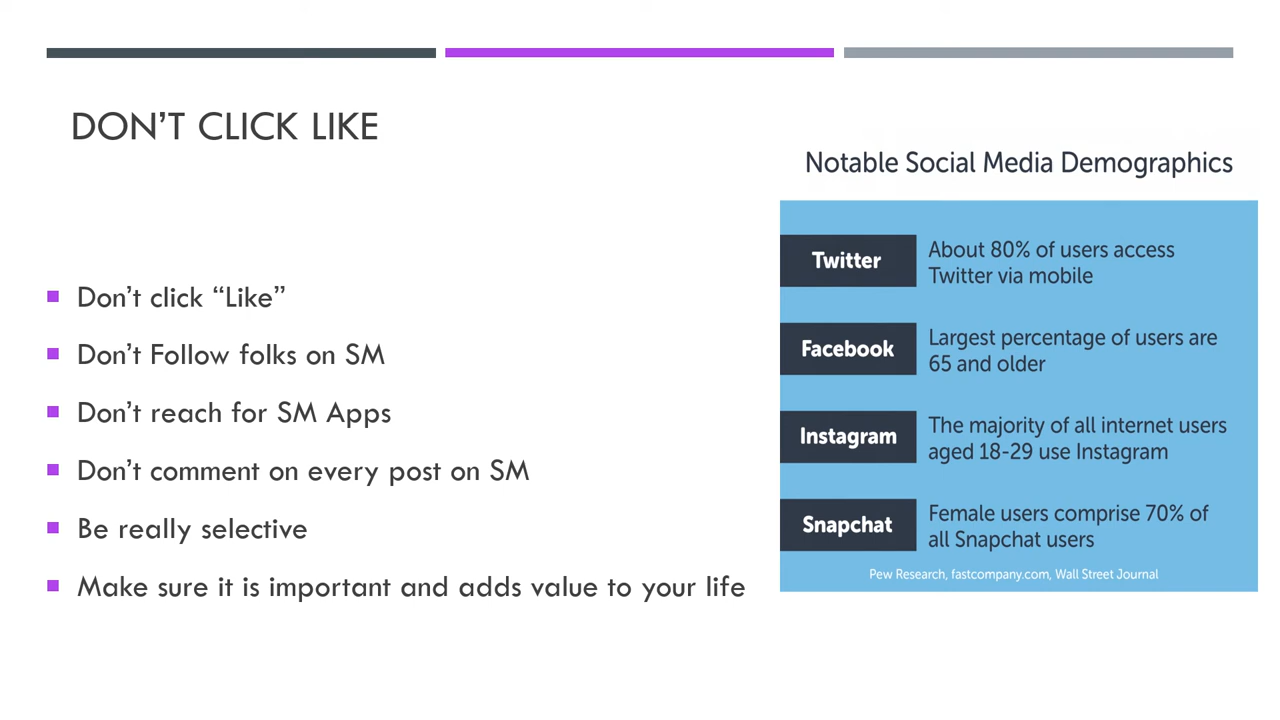 DON’T CLICK LIKE
Don’t click “Like”
Don’t Follow folks on SM
Don’t reach for SM Apps
Don’t comment on every post on SM
Be really selective
Make sure it is important and adds value to your life
Notable Social Media Demographics
Twitter
About 80% of users access
Twitter via mobile
Facebook
Largest percentage of users are
65 and older
Instagram
The majority of all internet users
aged 18-29 use Instagram
Snapchat
Female users comprise 70% of
all Snapchat users
Pew Research, fastcompany.com, Wall Street Journal